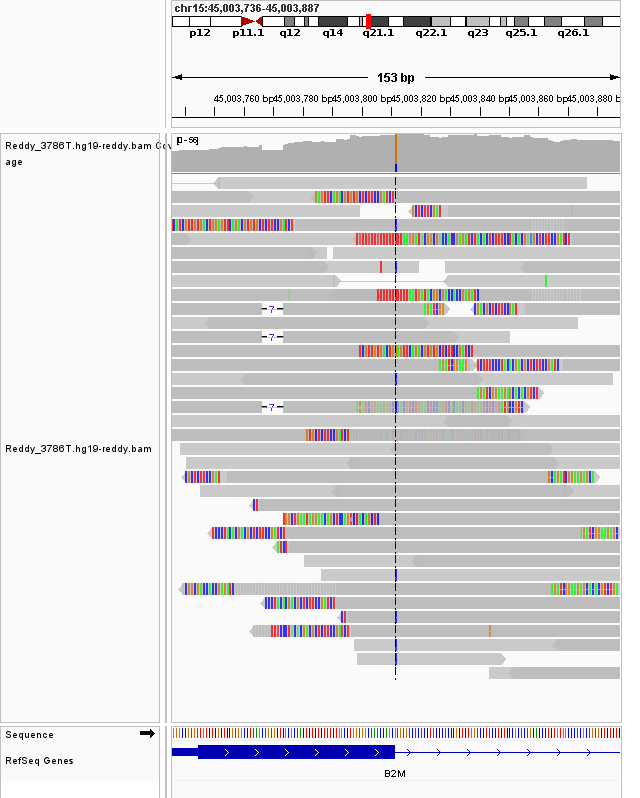 chr15:45,003,736-45,003,887
p12 p11.1 q12 q14 q21.1 q22.1 q23 q25.1 q26.1
153 bp
45,003,760 bp 45,003,780 bp 45,003,800 bp 45,003,820 bp 45,003,840 bp 45,003,860 bp 45,003,880 b
Reddy_3786T.hg19-reddy.bam Cov
age
[0-56]
7
7
7
Reddy_3786T.hg19-reddy.bam
Sequence
RefSeq Genes
B2M